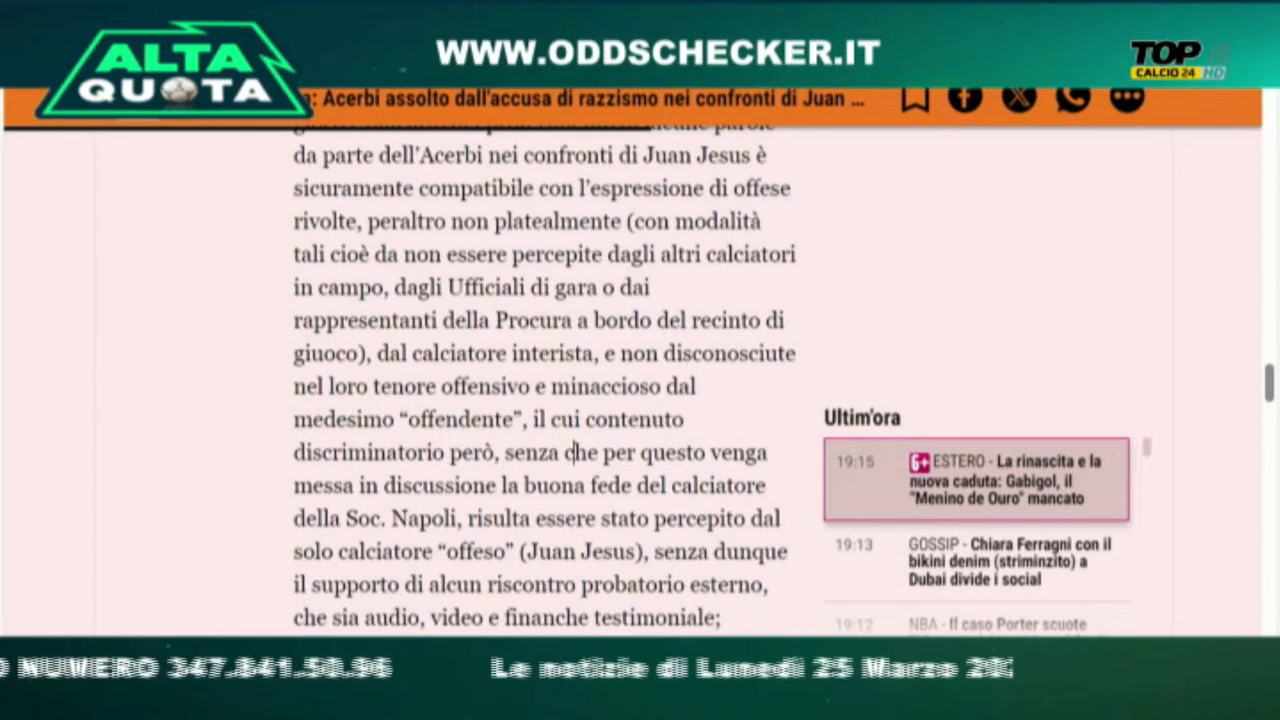 ALTA
QUOTA
WWW.ODDSCHECKER.IT
TOP
CALCIO 24 HD
: Acerbi assolto dall'accusa di razzismo nei confronti di Juan ...
da parte dell'Acerbi nei confronti di Juan Jesus è
sicuramente compatibile con l'espressione di offese
rivolte, peraltro non platealmente (con modalità
tali cioè da non essere percepite dagli altri calciatori
in campo, dagli Ufficiali di gara o dai
rappresentanti della Procura a bordo del recinto di
giuoco), dal calciatore interista, e non disconosciute
nel loro tenore offensivo e minaccioso dal
medesimo “offendente”, il cui contenuto
discriminatorio però, senza che per questo venga
messa in discussione la buona fede del calciatore
della Soc. Napoli, risulta essere stato percepito dal
solo calciatore “offeso” (Juan Jesus), senza dunque
il supporto di alcun riscontro probatorio esterno,
che sia audio, video e finanche testimoniale;
Ultim'ora
19:15
G+ ESTERO - La rinascita e la
nuova caduta: Gabigol, il
"Menino de Ouro" mancato
19:13
GOSSIP - Chiara Ferragni con il
bikini denim (striminzito) a
Dubai divide i social
19:12
NBA - Il caso Porter scuote
O NUMERO 347.841.50.96
Le notizie di Lunedì 25 Marzo